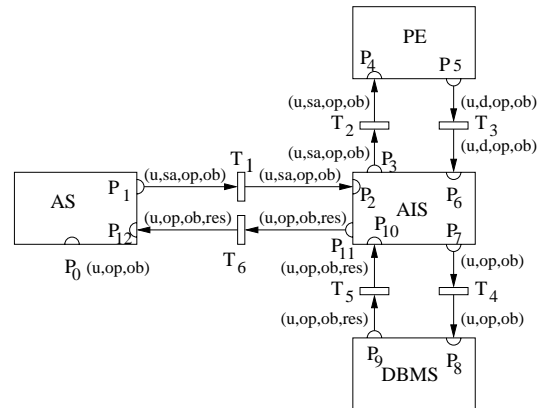 PE
P4 P5
(u,sa,op,ob) (u,d,op,ob)
T2 T3
(u,sa,op,ob) (u,d,op,ob)
P3
T1
(u,sa,op,ob) (u,sa,op,ob)
P1 P2 P6
AS AIS
(u,op,ob,res) (u,op,ob,res)
P12 P10 P7
P11
P0 (u,op,ob) T6
(u,op,ob,res) (u,op,ob)
T5 T4
(u,op,ob,res) (u,op,ob)
P9 P8
DBMS